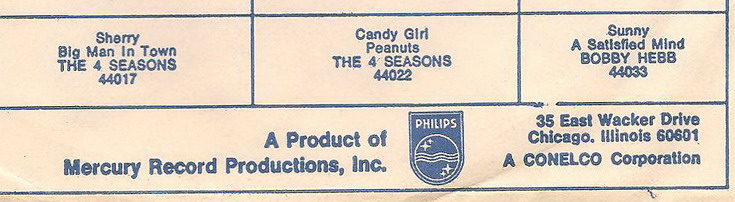 Sherry
Big Man In Town
THE 4 SEASONS
44017
Candy Girl
Peanuts
THE 4 SEASONS
44022
Sunny
A Satisfied Mind
BOBBY HEBB
44033
A Product of
Mercury Record Productions, Inc.
PHILIPS
35 East Wacker Drive
Chicago. Illinois 60601
A CONELCO Corporation